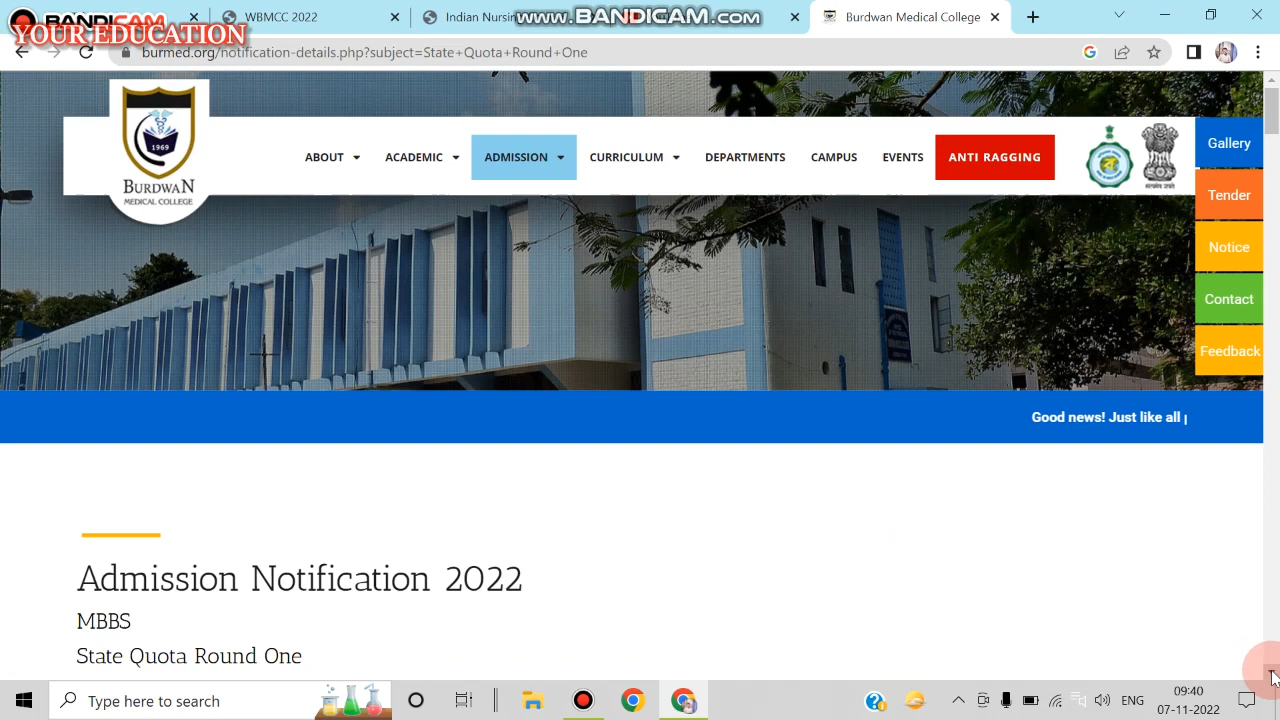 BANDICAM
YOUR EDUCATION
WBMCC 2022
www.BANDICAM.com
Burdwan Medical College
burmed.org/notification-details.php?subject=State+Quota+Round+One
1969
BURDWAN
MEDICAL COLLEGE
ABOUT
ACADEMIC
ADMISSION
CURRICULUM
DEPARTMENTS
CAMPUS
EVENTS
ANTI RAGGING
Gallery
Tender
Notice
Contact
Feedback
Good news! Just like all
Admission Notification 2022
MBBS
State Quota Round One
Type here to search
09:40
07-11-2022